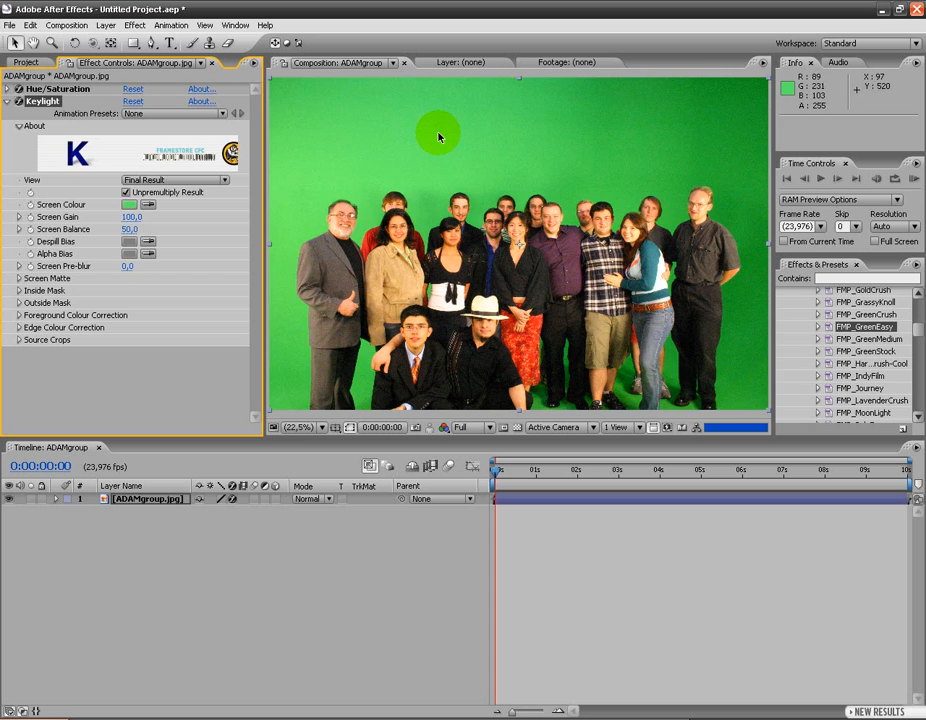 Adobe After Effects - Untitled Project.aep *
File Edit Composition Layer Effect Animation View Window Help
Workspace: Standard
Project Effect Controls: ADAMgroup.jpg
ADAMgroup * ADAMgroup.jpg
Hue/Saturation Reset About...
Keylight Reset About...
Animation Presets: None
About
K FRAMESTORE CFC
View Final Result
Unpremultiply Result
Screen Colour
Screen Gain 100,0
Screen Balance 50,0
Despill Bias
Alpha Bias
Screen Pre-blur 0,0
Screen Matte
Inside Mask
Outside Mask
Foreground Colour Correction
Edge Colour Correction
Source Crops
Composition: ADAMgroup Layer: (none) Footage: (none)
(22,5%) 0:00:00:00 Full Active Camera 1 View
Info Audio
R : 89
G : 231
B : 103
A : 255
X : 97
Y : 520
Time Controls
RAM Preview Options
Frame Rate Skip Resolution
(23,976) 0 Auto
From Current Time Full Screen
Effects & Presets
Contains:
FMP_GoldCrush
FMP_GrassyKnoll
FMP_GreenCrush
FMP_GreenEasy
FMP_GreenMedium
FMP_GreenStock
FMP_Har...rush-Cool
FMP_IndyFilm
FMP_Journey
FMP_LavenderCrush
FMP_MoonLight
Timeline: ADAMgroup
0:00:00:00 (23,976 fps)
# Layer Name Mode T TrkMat Parent
1 [ADAMgroup.jpg] Normal None
01s 02s 03s 04s 05s 06s 07s 08s 09s
NEW RESULTS